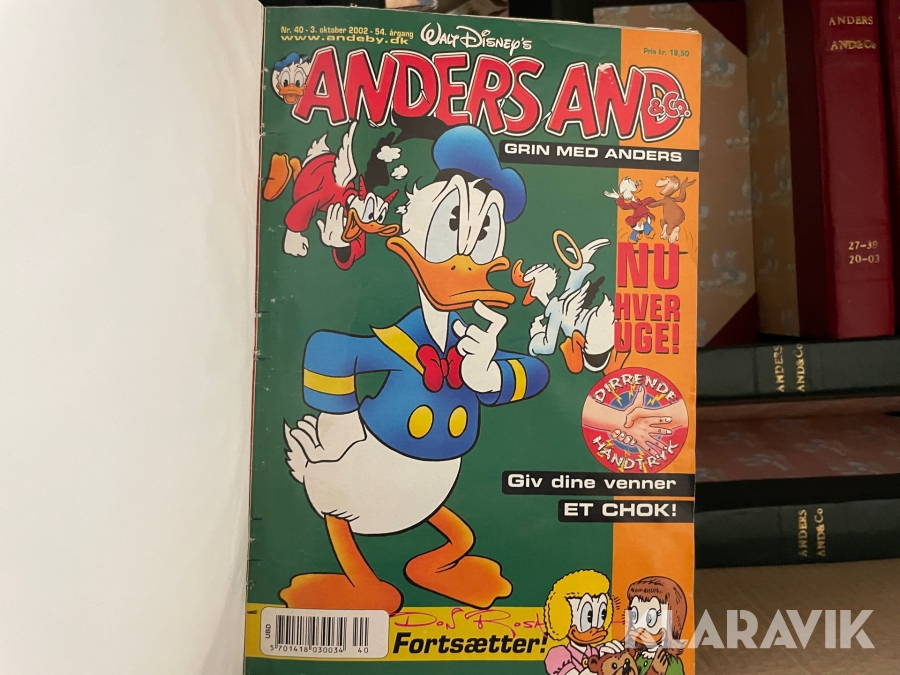 Nr. 40 - 3. oktober 2002 - 54. årgang
www.andeby.dk
WALT DISNEY'S
Pris kr. 18,50
ANDERS AND
& Co.
GRIN MED ANDERS
NU
HVER
UGE!
DIRRENDE
HÅNDTRYK
Giv dine venner
ET CHOK!
DON ROSA
Fortsætter!
UBD
5 701418 030034
40
ANDERS
AND & Co
27-39
20-03
ANDERS
AND & Co
ANDERS
AND & Co
KLARAVIK